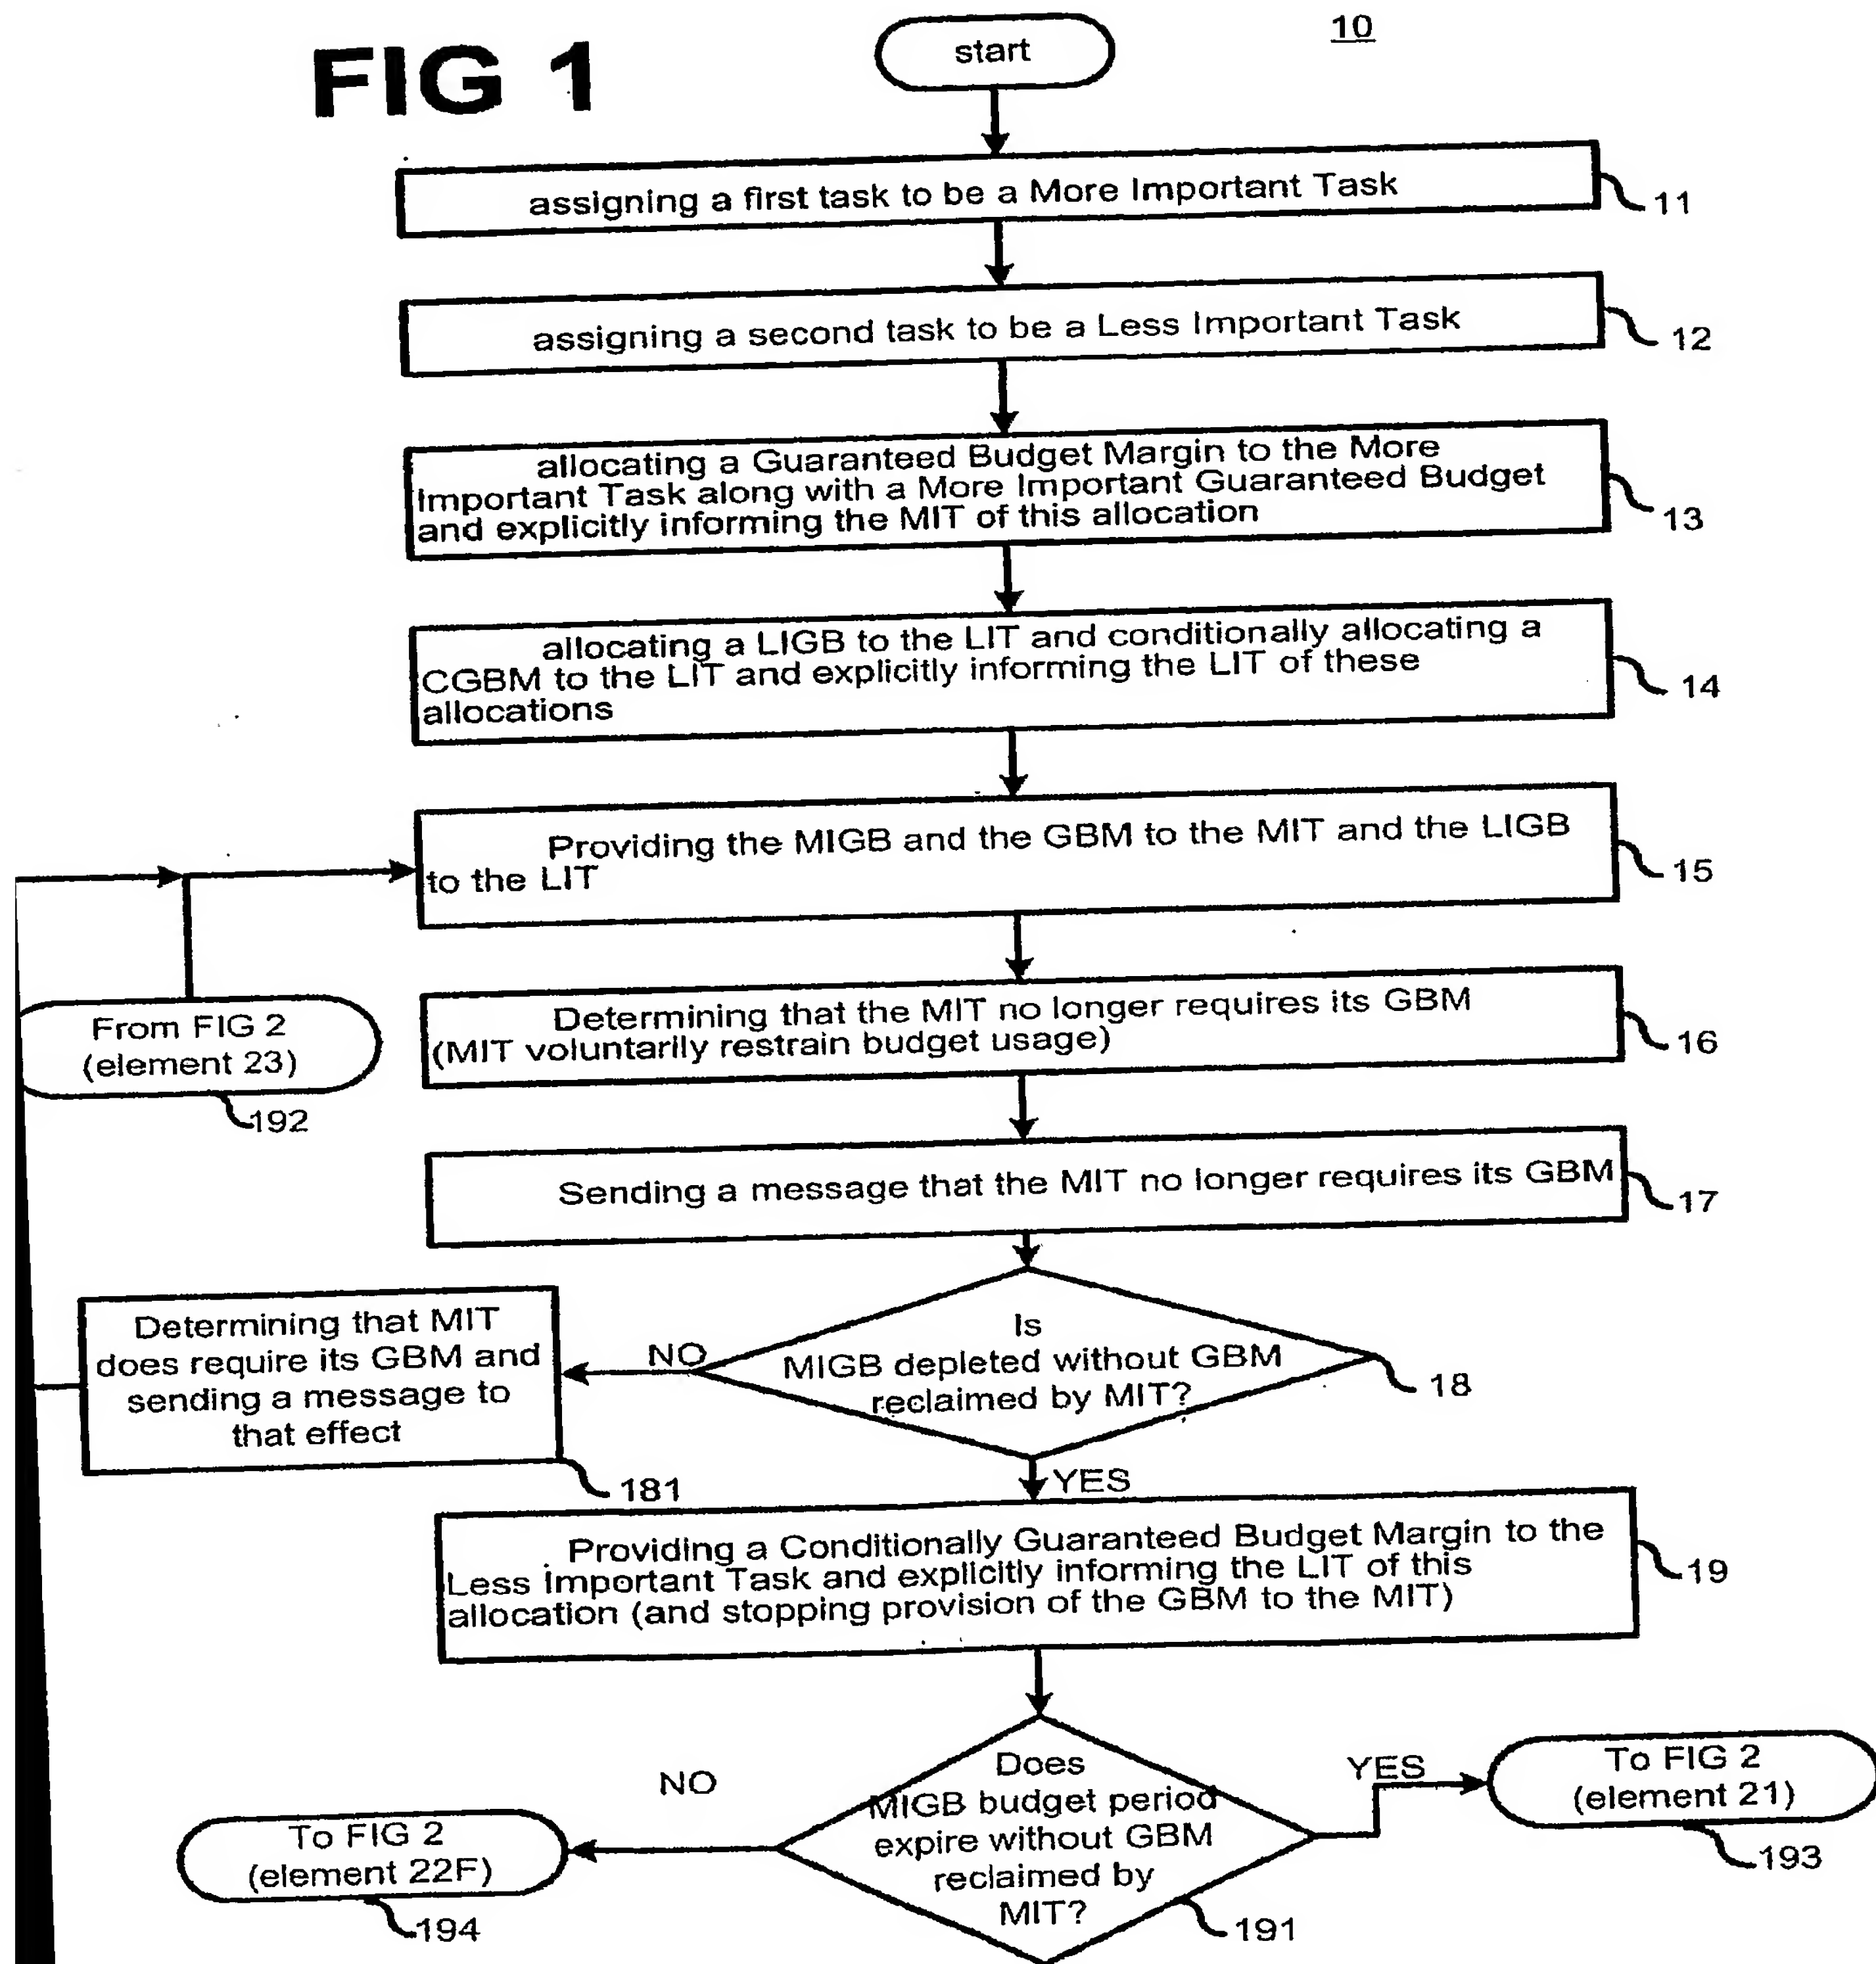 FIG 1
10
start
assigning a first task to be a More Important Task
11
assigning a second task to be a Less Important Task
12
allocating a Guaranteed Budget Margin to the More
Important Task along with a More Important Guaranteed Budget
and explicitly informing the MIT of this allocation
13
allocating a LIGB to the LIT and conditionally allocating a
CGBM to the LIT and explicitly informing the LIT of these
allocations
14
Providing the MIGB and the GBM to the MIT and the LIGB
to the LIT
15
Determining that the MIT no longer requires its GBM
(MIT voluntarily restrain budget usage)
16
From FIG 2
(element 23)
192
Sending a message that the MIT no longer requires its GBM
17
Is
MIGB depleted without GBM
reclaimed by MIT?
18
NO
Determining that MIT
does require its GBM and
sending a message to
that effect
181
YES
Providing a Conditionally Guaranteed Budget Margin to the
Less Important Task and explicitly informing the LIT of this
allocation (and stopping provision of the GBM to the MIT)
19
Does
MIGB budget period
expire without GBM
reclaimed by
MIT?
191
NO
To FIG 2
(element 22F)
194
YES
To FIG 2
(element 21)
193